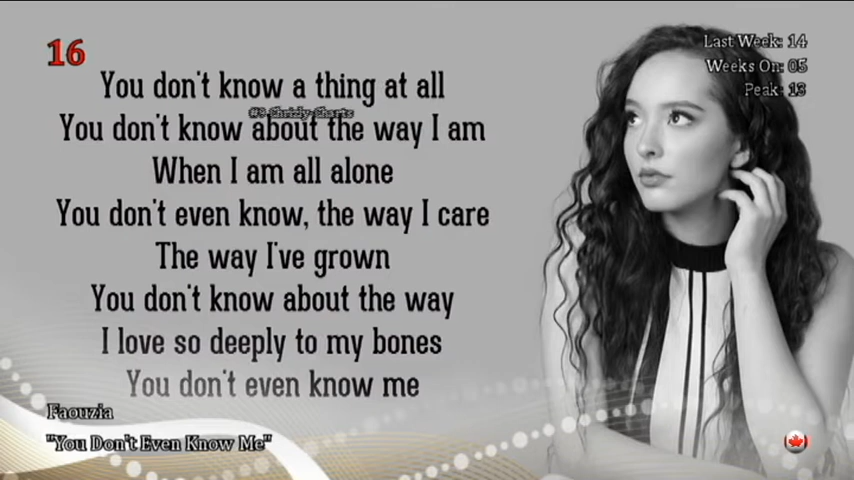 16
Last Week: 14
Weeks On: 05
Peak: 13
You don't know a thing at all
You don't know about the way I am
When I am all alone
You don't even know, the way I care
The way I've grown
You don't know about the way
I love so deeply to my bones
You don't even know me
Faouzia
"You Don't Even Know Me"